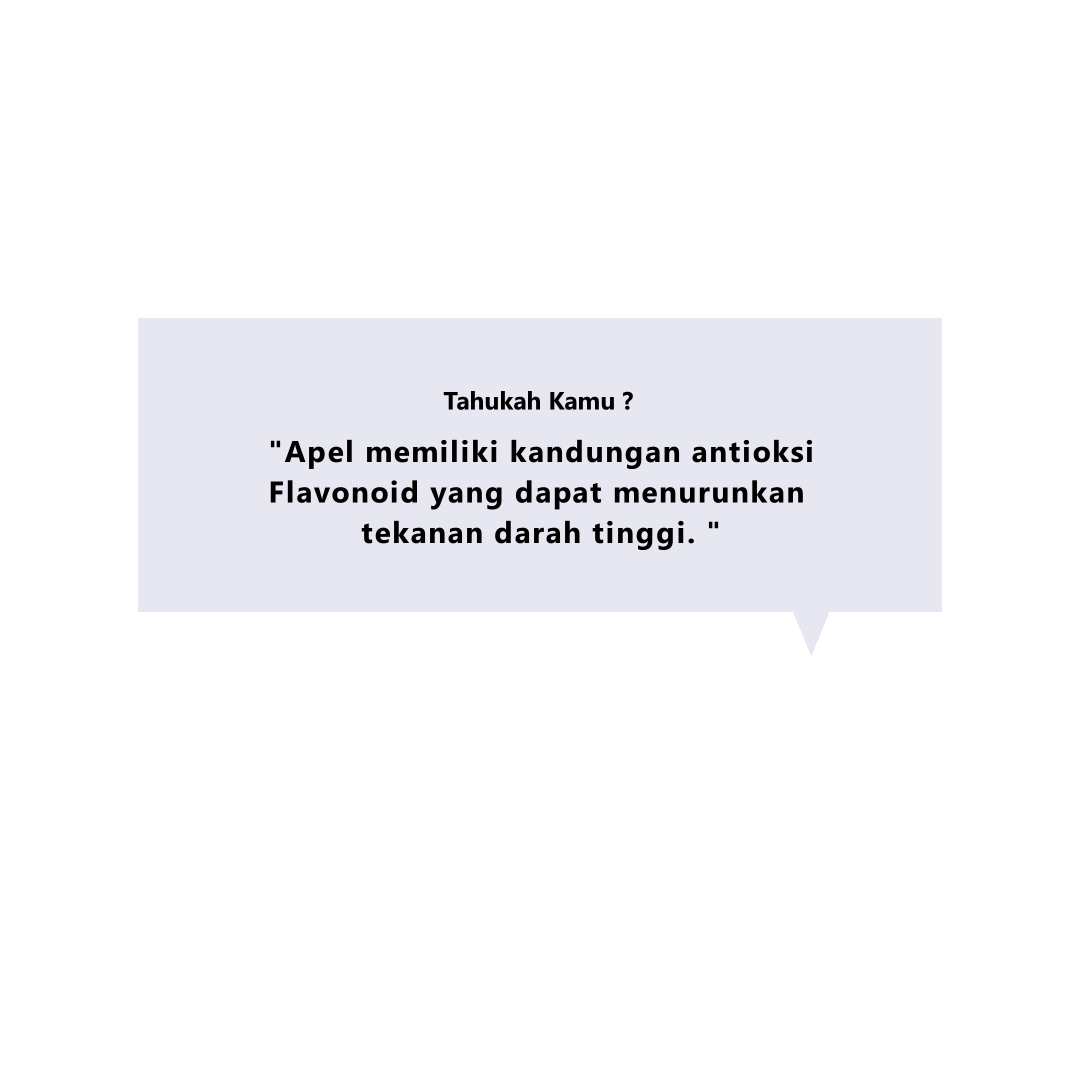 Tahukah Kamu ?
"Apel memiliki kandungan antioksi
Flavonoid yang dapat menurunkan
tekanan darah tinggi. "